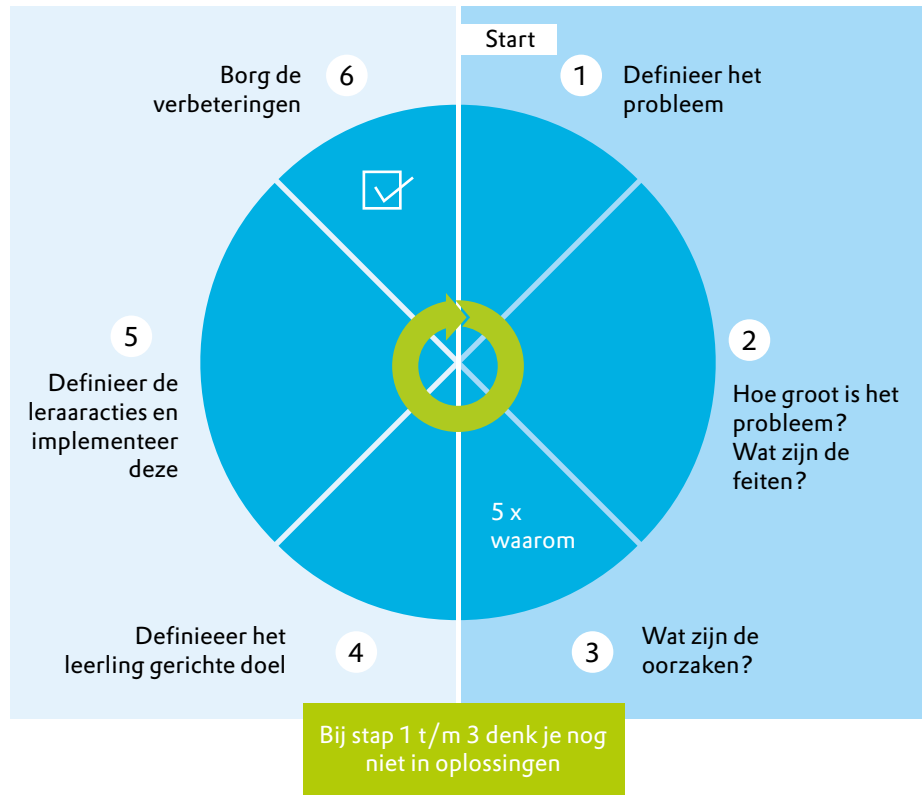 Start
1
Definieer het
probleem
2
Hoe groot is het
probleem?
Wat zijn de
feiten?
3
Wat zijn de
oorzaken?
5 x
waarom
4
Definieeer het
leerling gerichte doel
5
Definieer de
leraaracties en
implementeer
deze
6
Borg de
verbeteringen
Bij stap 1 t/m 3 denk je nog
niet in oplossingen